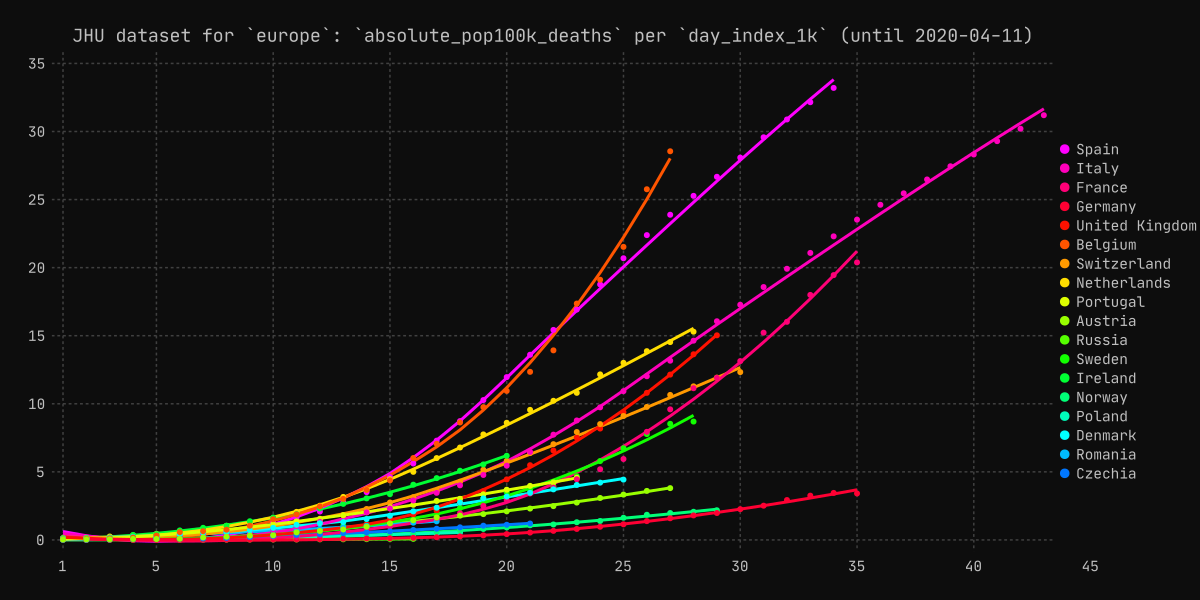 JHU dataset for `europe`: `absolute_pop100k_deaths` per `day_index_1k` (until 2020-04-11)
35
30
25
20
15
10
5
0
1 5 10 15 20 25 30 35 40 45
Spain
Italy
France
Germany
United Kingdom
Belgium
Switzerland
Netherlands
Portugal
Austria
Russia
Sweden
Ireland
Norway
Poland
Denmark
Romania
Czechia